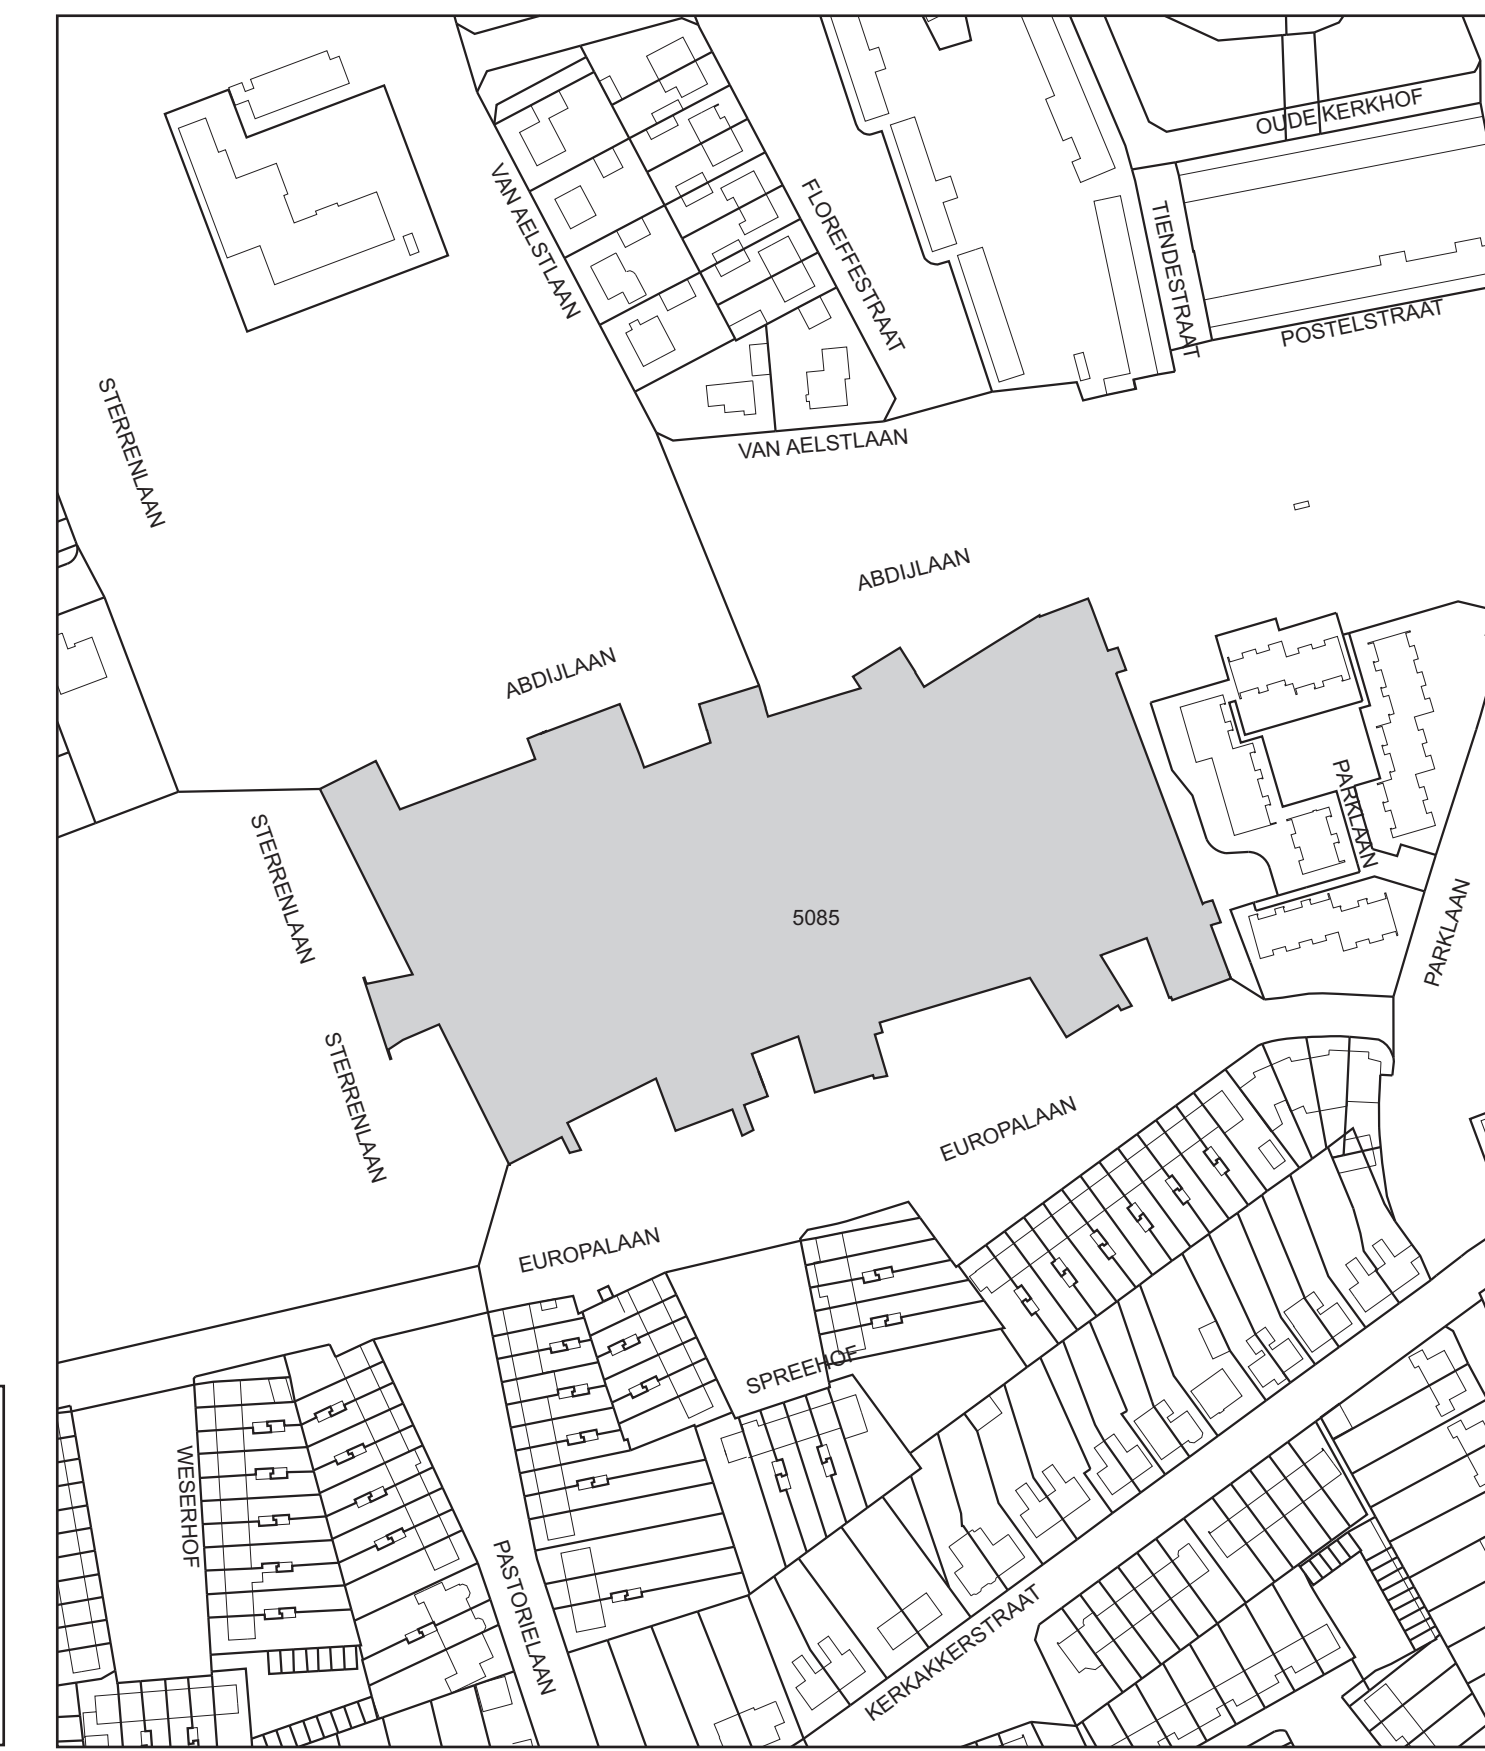 OUDE KERKHOF
VAN AELSTLAAN
FLOREFFESTRAAT
TIENDESTRAAT
POSTELSTRAAT
STERRENLAAN
VAN AELSTLAAN
ABDIJLAAN
ABDIJLAAN
PARKLAAN
STERRENLAAN
PARKLAAN
5085
STERRENLAAN
EUROPALAAN
EUROPALAAN
SPREEHOF
WESERHOF
PASTORIELAAN
KERKAKKERSTRAAT